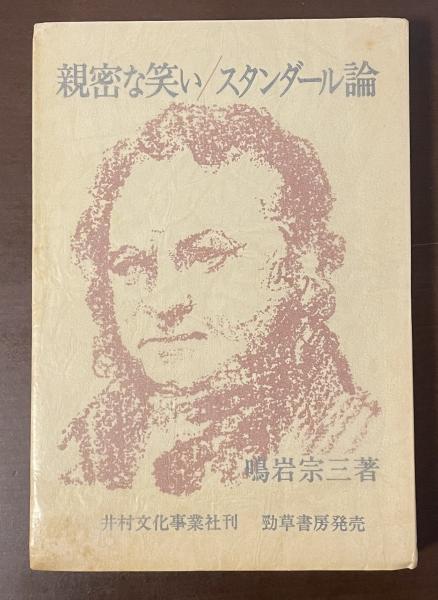 親密な笑い/スタンダール論
鳴岩宗三著
井村文化事業社刊 勁草書房発売